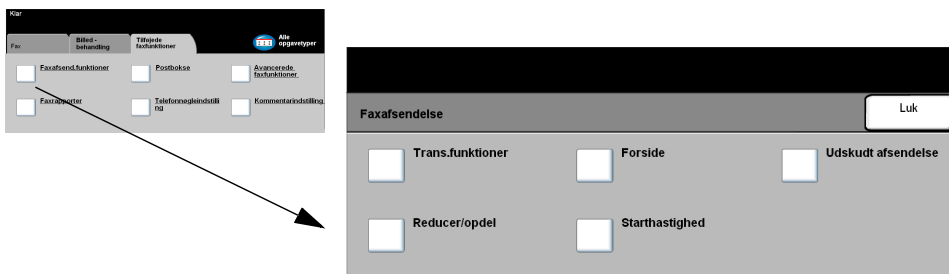 Klar
Fax
Billed -
behandling
Tilføjede
faxfunktioner
Alle
opgavetyper
Faxafsend.funktioner
Postbokse
Avancerede
faxfunktioner
Faxrapporter
Telefonnøgleindstilli
ng
Kommentarindstilling
Faxafsendelse
Luk
Trans.funktioner
Forside
Udskudt afsendelse
Reducer/opdel
Starthastighed